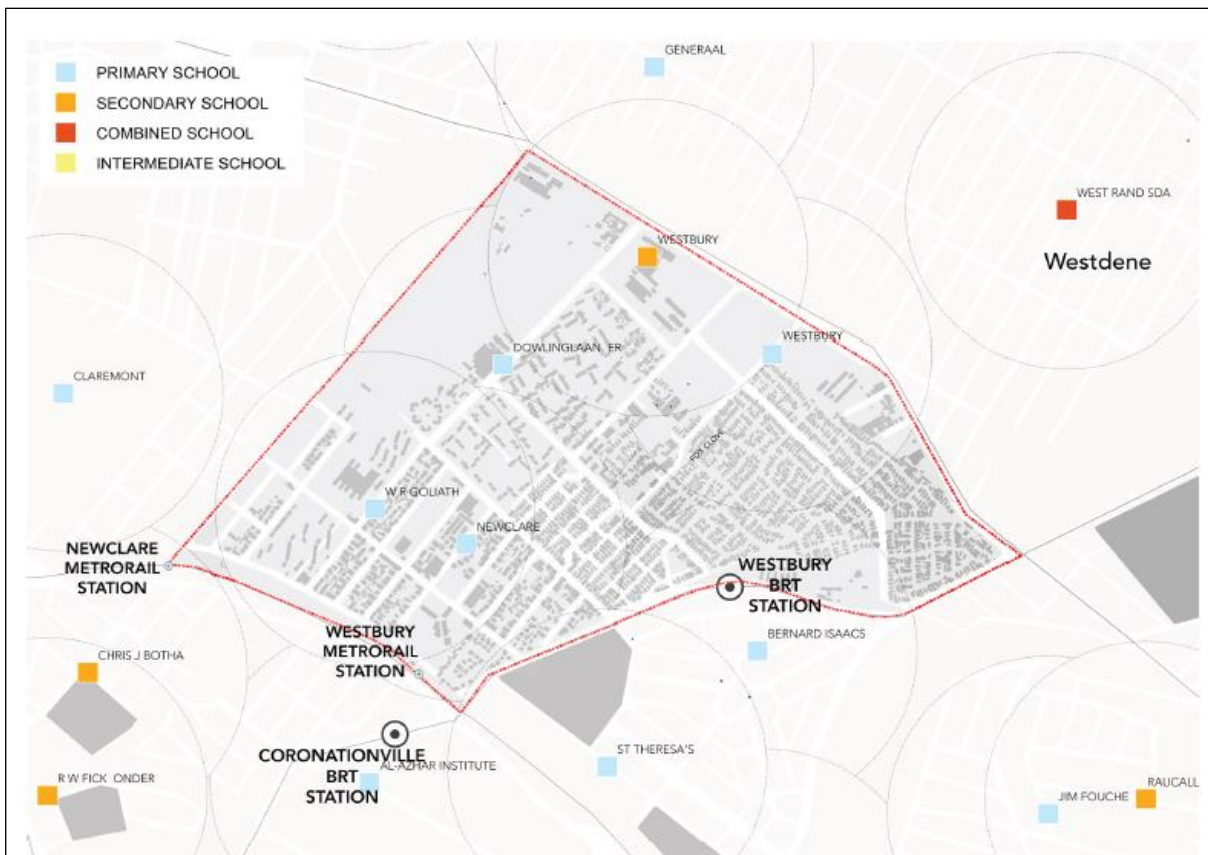 PRIMARY SCHOOL
SECONDARY SCHOOL
COMBINED SCHOOL
INTERMEDIATE SCHOOL
GENERAAL
WEST RAND SDA
Westdene
WESTBURY
WESTBURY
DOWLINGLAAN ER
CLAREMONT
W R GOLIATH
NEWCLARE
NEWCLARE
METRORAIL
STATION
WESTBURY
BRT
STATION
BERNARD ISAACS
WESTBURY
METRORAIL
STATION
CHRIS J BOTHA
CORONATIONVILLE
BRT
STATION
AL-AZHAR INSTITUTE
ST THERESA'S
R W FICK ONDER
JIM FOUCHE
RAUCALL